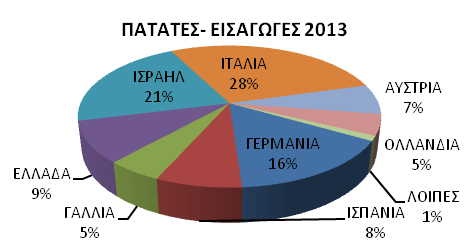 ΠΑΤΑΤΕΣ- ΕΙΣΑΓΩΓΕΣ 2013
ΙΤΑΛΙΑ
28%
ΙΣΡΑΗΛ
21%
ΑΥΣΤΡΙΑ
7%
ΓΕΡΜΑΝΙΑ
16%
ΟΛΛΑΝΔΙΑ
5%
ΕΛΛΑΔΑ
9%
ΛΟΙΠΕΣ
1%
ΓΑΛΛΙΑ
5%
ΙΣΠΑΝΙΑ
8%